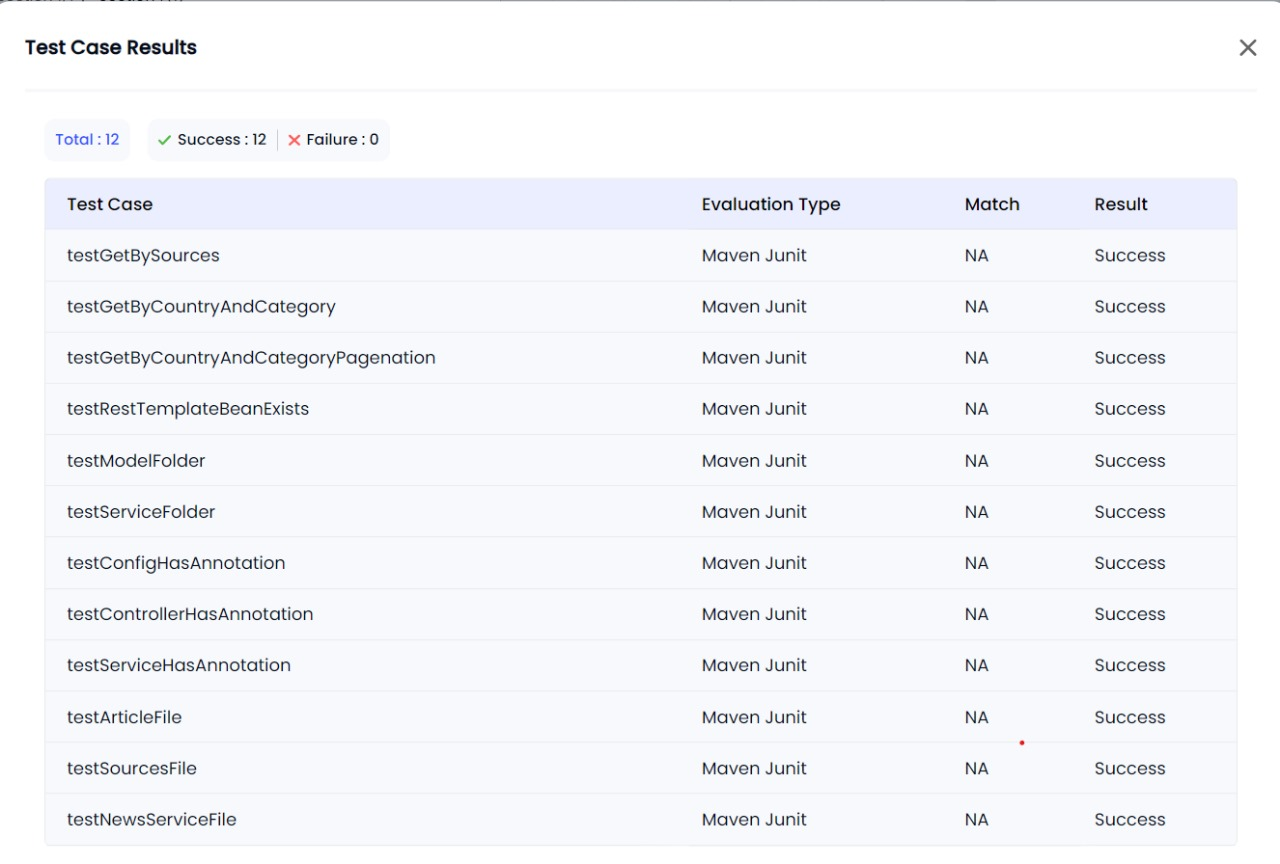 Test Case Results
Total : 12 Success : 12 Failure : 0
Test Case Evaluation Type Match Result
testGetBySources Maven Junit NA Success
testGetByCountryAndCategory Maven Junit NA Success
testGetByCountryAndCategoryPagenation Maven Junit NA Success
testRestTemplateBeanExists Maven Junit NA Success
testModelFolder Maven Junit NA Success
testServiceFolder Maven Junit NA Success
testConfigHasAnnotation Maven Junit NA Success
testControllerHasAnnotation Maven Junit NA Success
testServiceHasAnnotation Maven Junit NA Success
testArticleFile Maven Junit NA Success
testSourcesFile Maven Junit NA Success
testNewsServiceFile Maven Junit NA Success